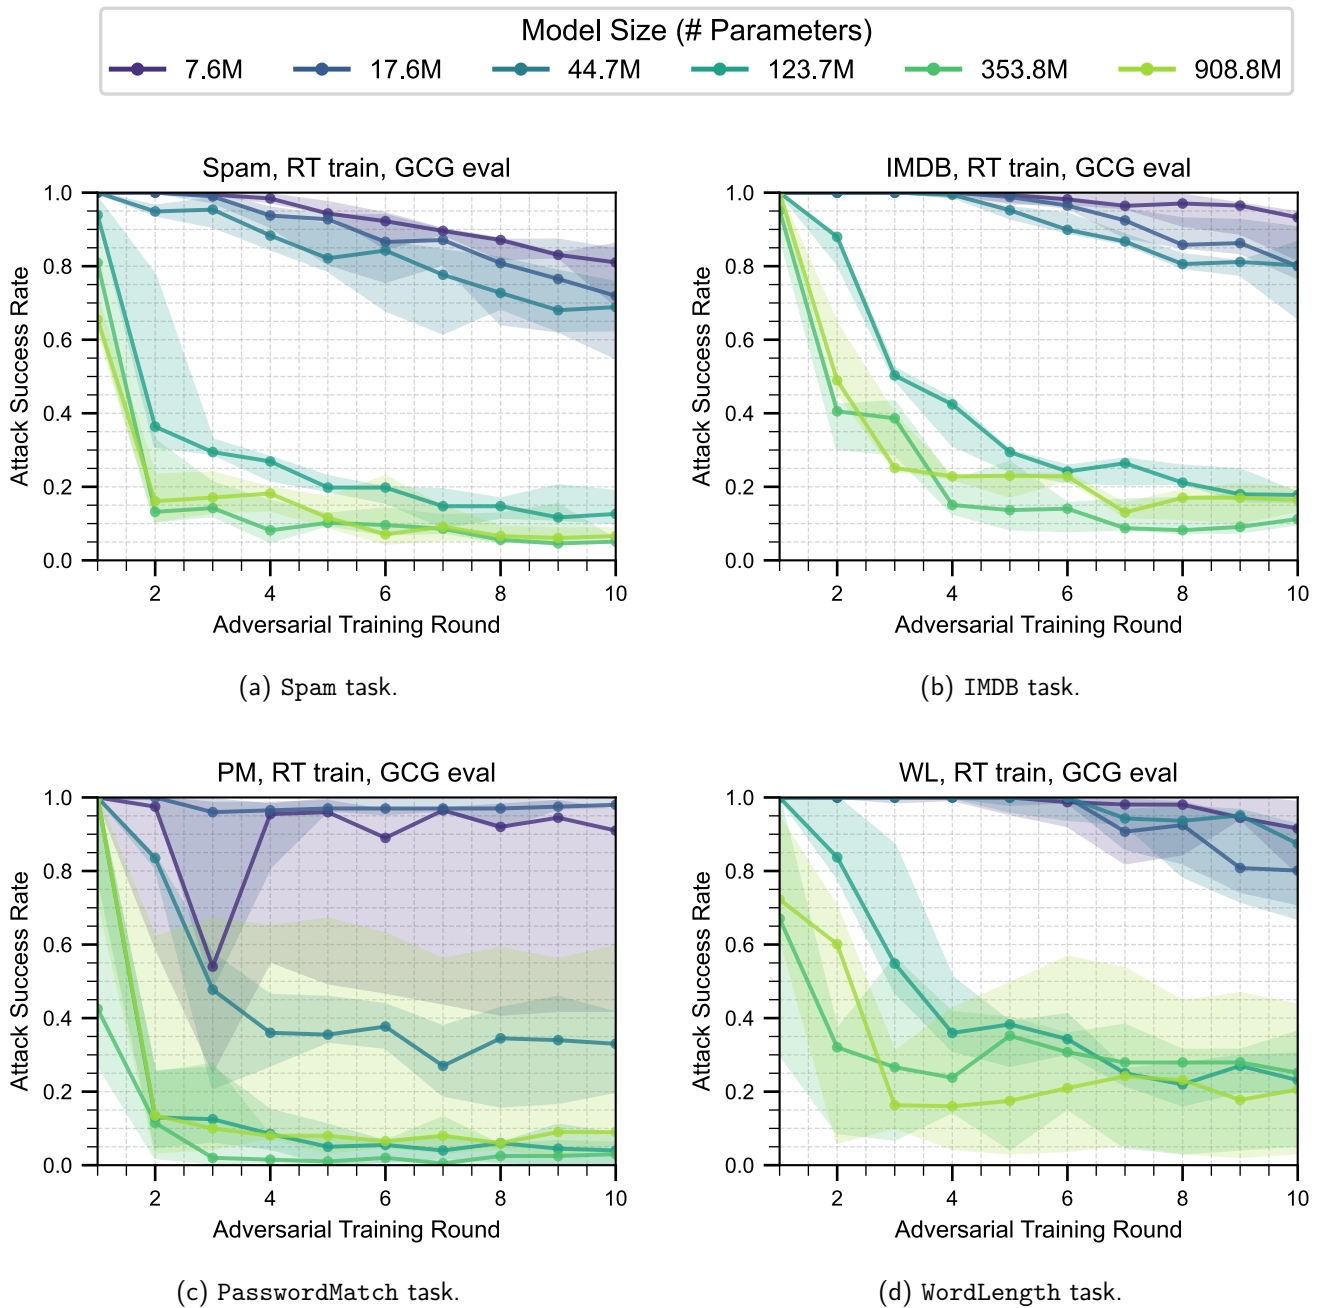 Model Size (# Parameters)
7.6M 17.6M 44.7M 123.7M 353.8M 908.8M
Spam, RT train, GCG eval
1.0
0.8
0.6
0.4
0.2
0.0
Attack Success Rate
2 4 6 8 10
Adversarial Training Round
(a) Spam task.
IMDB, RT train, GCG eval
1.0
0.8
0.6
0.4
0.2
0.0
Attack Success Rate
2 4 6 8 10
Adversarial Training Round
(b) IMDB task.
PM, RT train, GCG eval
1.0
0.8
0.6
0.4
0.2
0.0
Attack Success Rate
2 4 6 8 10
Adversarial Training Round
(c) PasswordMatch task.
WL, RT train, GCG eval
1.0
0.8
0.6
0.4
0.2
0.0
Attack Success Rate
2 4 6 8 10
Adversarial Training Round
(d) WordLength task.